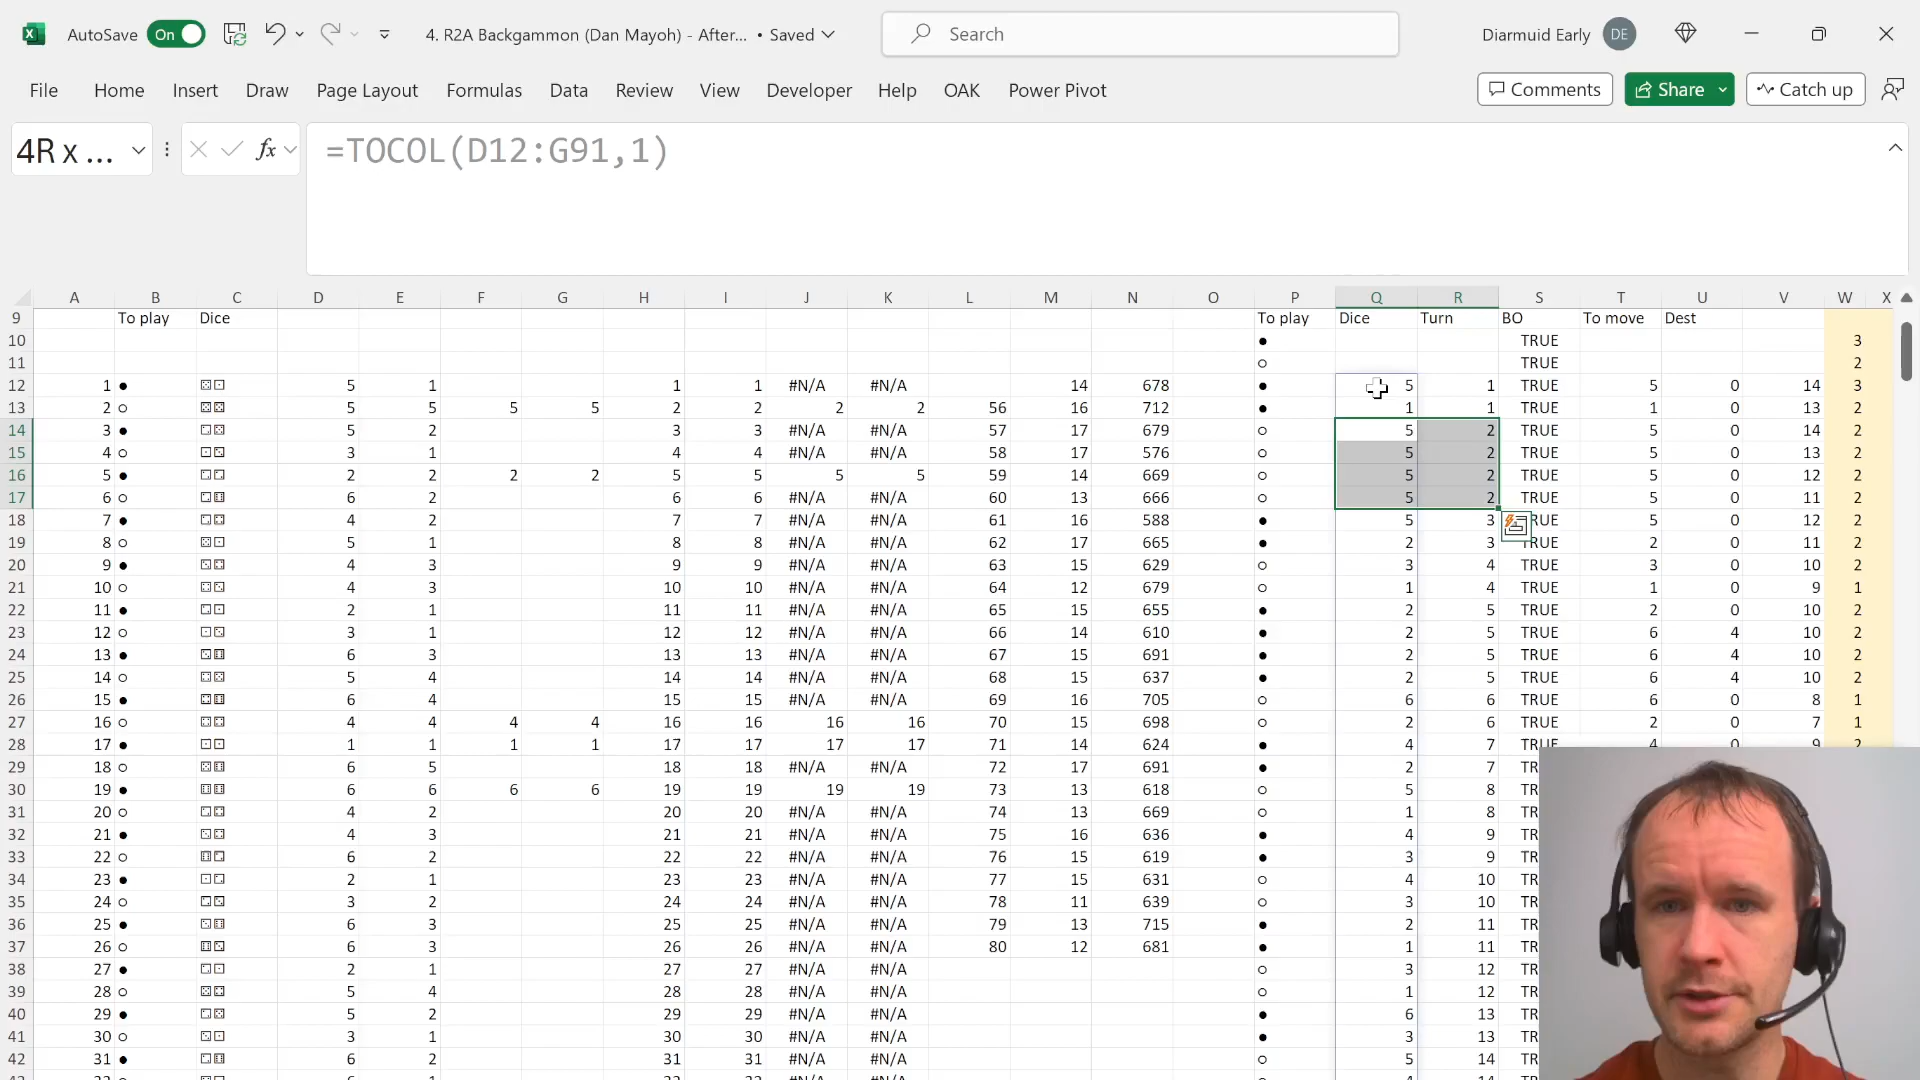 AutoSave On 4. R2A Backgammon (Dan Mayoh) - After... • Saved Search Diarmuid Early DE
File Home Insert Draw Page Layout Formulas Data Review View Developer Help OAK Power Pivot Comments Share Catch up
4R x ... fx =TOCOL(D12:G91,1)
A B C D E F G H I J K L M N O P Q R S T U V W X
9 To play Dice To play Dice Turn BO To move Dest
10 ● TRUE 3
11 ○ TRUE 2
12 1 ● ⚄⚀ 5 1 1 1 #N/A #N/A 14 678 ● 5 1 TRUE 5 0 14 3
13 2 ○ ⚄⚄ 5 5 5 5 2 2 2 2 56 16 712 ● 1 1 TRUE 1 0 13 2
14 3 ● 5 2 3 3 #N/A #N/A 57 17 679 ○ 5 2 TRUE 5 0 14 2
15 4 ○ 3 1 4 4 #N/A #N/A 58 17 576 ○ 5 2 TRUE 5 0 13 2
16 5 ● 2 2 2 2 5 5 5 5 59 14 669 ○ 5 2 TRUE 5 0 12 2
17 6 ○ 6 2 6 6 #N/A #N/A 60 13 666 ○ 5 2 TRUE 5 0 11 2
18 7 ● 4 2 7 7 #N/A #N/A 61 16 588 ● 5 3 RUE 5 0 12 2
19 8 ○ 5 1 8 8 #N/A #N/A 62 17 665 ● 2 3 TRUE 2 0 11 2
20 9 ● 4 3 9 9 #N/A #N/A 63 15 629 ○ 3 4 TRUE 3 0 10 2
21 10 ○ 4 3 10 10 #N/A #N/A 64 12 679 ○ 1 4 TRUE 1 0 9 1
22 11 ● 2 1 11 11 #N/A #N/A 65 15 655 ● 2 5 TRUE 2 0 10 2
23 12 ○ 3 1 12 12 #N/A #N/A 66 14 610 ● 2 5 TRUE 6 4 10 2
24 13 ● 6 3 13 13 #N/A #N/A 67 15 691 ● 2 5 TRUE 6 4 10 2
25 14 ○ 5 4 14 14 #N/A #N/A 68 15 637 ● 2 5 TRUE 6 4 10 2
26 15 ● 6 4 15 15 #N/A #N/A 69 16 705 ○ 6 6 TRUE 6 0 8 1
27 16 ○ 4 4 4 4 16 16 16 16 70 15 698 ○ 2 6 TRUE 2 0 7 1
28 17 ● 1 1 1 1 17 17 17 17 71 14 624 ● 4 7 TRUE 4 0 9 2
29 18 ○ 6 5 18 18 #N/A #N/A 72 17 691 ● 2 7 TR
30 19 ● 6 6 6 6 19 19 19 19 73 13 618 ○ 5 8 TR
31 20 ○ 4 2 20 20 #N/A #N/A 74 13 669 ○ 1 8 TR
32 21 ● 4 3 21 21 #N/A #N/A 75 16 636 ● 4 9 TR
33 22 ○ 6 2 22 22 #N/A #N/A 76 15 619 ● 3 9 TR
34 23 ● 2 1 23 23 #N/A #N/A 77 15 631 ○ 4 10 TR
35 24 ○ 3 2 24 24 #N/A #N/A 78 11 639 ○ 3 10 TR
36 25 ● 6 3 25 25 #N/A #N/A 79 13 715 ● 2 11 TR
37 26 ○ 6 3 26 26 #N/A #N/A 80 12 681 ● 1 11 TR
38 27 ● 2 1 27 27 #N/A #N/A ○ 3 12 TR
39 28 ○ 5 4 28 28 #N/A #N/A ○ 1 12 TR
40 29 ● 5 2 29 29 #N/A #N/A ● 6 13 TR
41 30 ○ 3 1 30 30 #N/A #N/A ● 3 13 TR
42 31 ● 6 2 31 31 #N/A #N/A ○ 5 14 TR